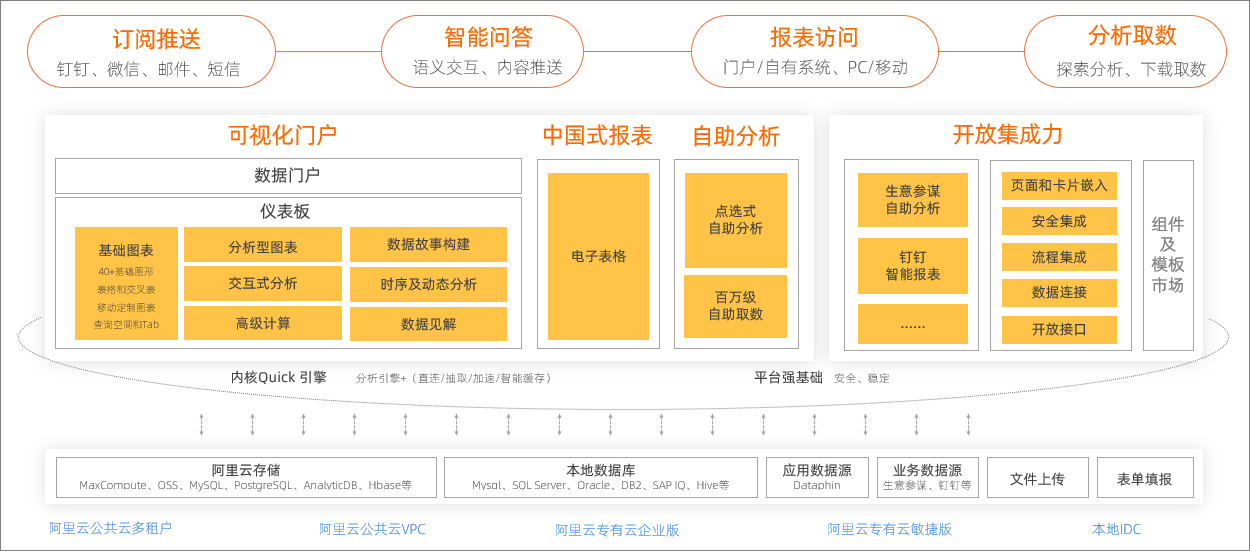 订阅推送
钉钉、微信、邮件、短信
智能问答
语义交互、内容推送
报表访问
门户/自有系统、PC/移动
分析取数
探索分析、下载取数
可视化门户
数据门户
仪表板
基础图表
40+基础图形
表格和交叉表
移动定制图表
查询空间和Tab
分析型图表
交互式分析
高级计算
数据故事构建
时序及动态分析
数据见解
中国式报表
电子表格
自助分析
点选式
自助分析
百万级
自助取数
开放集成力
生意参谋
自助分析
钉钉
智能报表
······
页面和卡片嵌入
安全集成
流程集成
数据连接
开放接口
组件
及
模板
市场
内核Quick 引擎
分析引擎+（直连/抽取/加速/智能缓存）
平台强基础
安全、稳定
阿里云存储
MaxCompute、OSS、MySQL、PostgreSQL、AnalyticDB、Hbase等
本地数据库
Mysql、SQL Server、Oracle、DB2、SAP IQ、Hive等
应用数据源
Dataphin
业务数据源
生意参谋、钉钉等
文件上传
表单填报
阿里云公共云多租户
阿里云公共云VPC
阿里云专有云企业版
阿里云专有云敏捷版
本地IDC